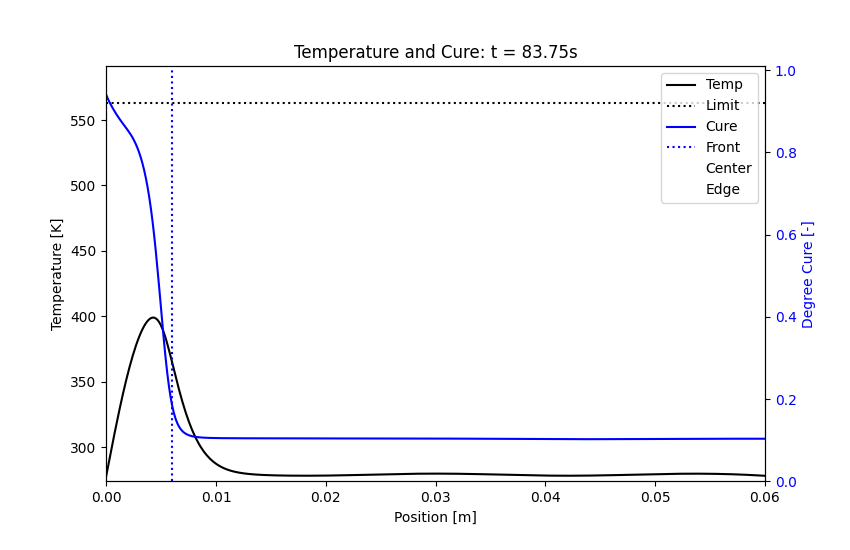 Temperature and Cure: t = 83.75s
Temp
Limit
Cure
Front
Center
Edge
Temperature [K]
550
500
450
400
350
300
Degree Cure [-]
1.0
0.8
0.6
0.4
0.2
0.0
0.00 0.01 0.02 0.03 0.04 0.05 0.06
Position [m]